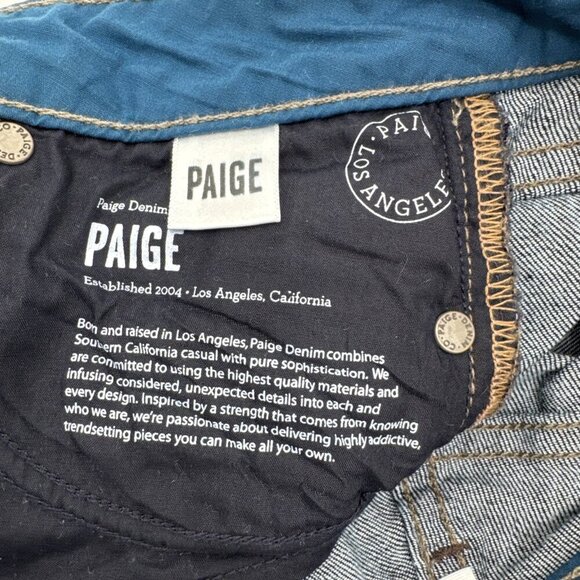 PAIGE
Paige Denim
PAIGE
Established 2004 • Los Angeles, California
Born and raised in Los Angeles, Paige Denim combines
Southern California casual with pure sophistication. We
are committed to using the highest quality materials and
infusing considered, unexpected details into each and
every design. Inspired by a strength that comes from knowing
who we are, we're passionate about delivering highly addictive,
trendsetting pieces you can make all your own.
• PAI
LOS ANGELES
PAIGE • DENIM • CO